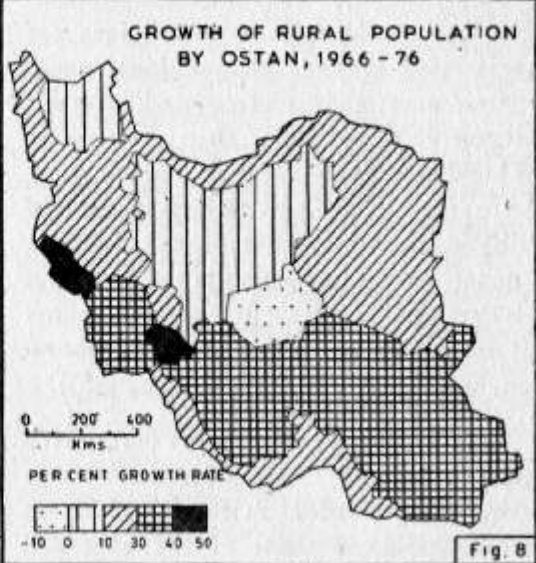 GROWTH OF RURAL POPULATION
BY OSTAN, 1966-76
0 200 400
Kms
PER CENT GROWTH RATE
-10 0 10 30 40 50
Fig. 8